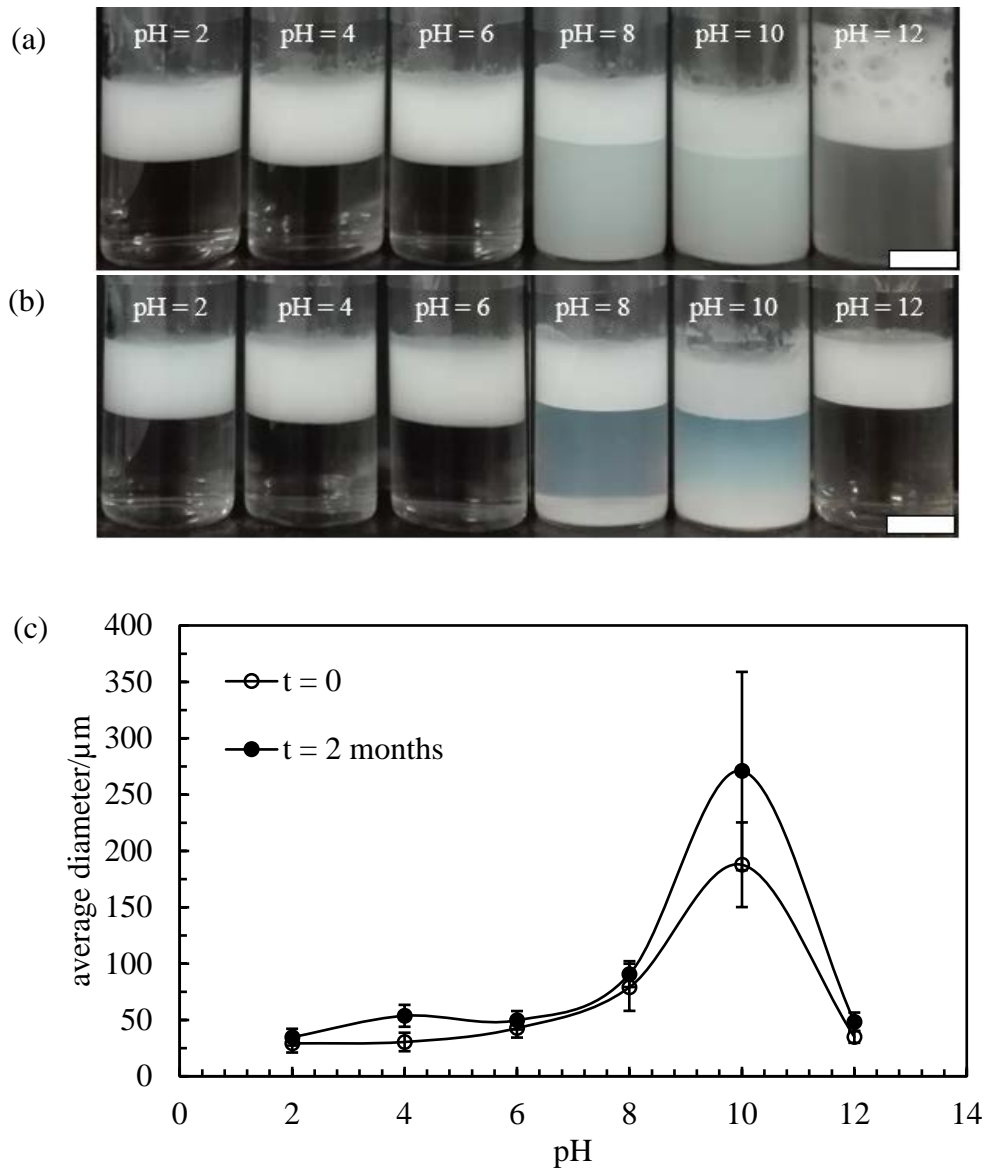 (a)
pH = 2 pH = 4 pH = 6 pH = 8 pH = 10 pH = 12
(b)
pH = 2 pH = 4 pH = 6 pH = 8 pH = 10 pH = 12
(c)
400
350
300
250
200
150
100
50
0
average diameter/µm
t = 0
t = 2 months
0 2 4 6 8 10 12 14
pH